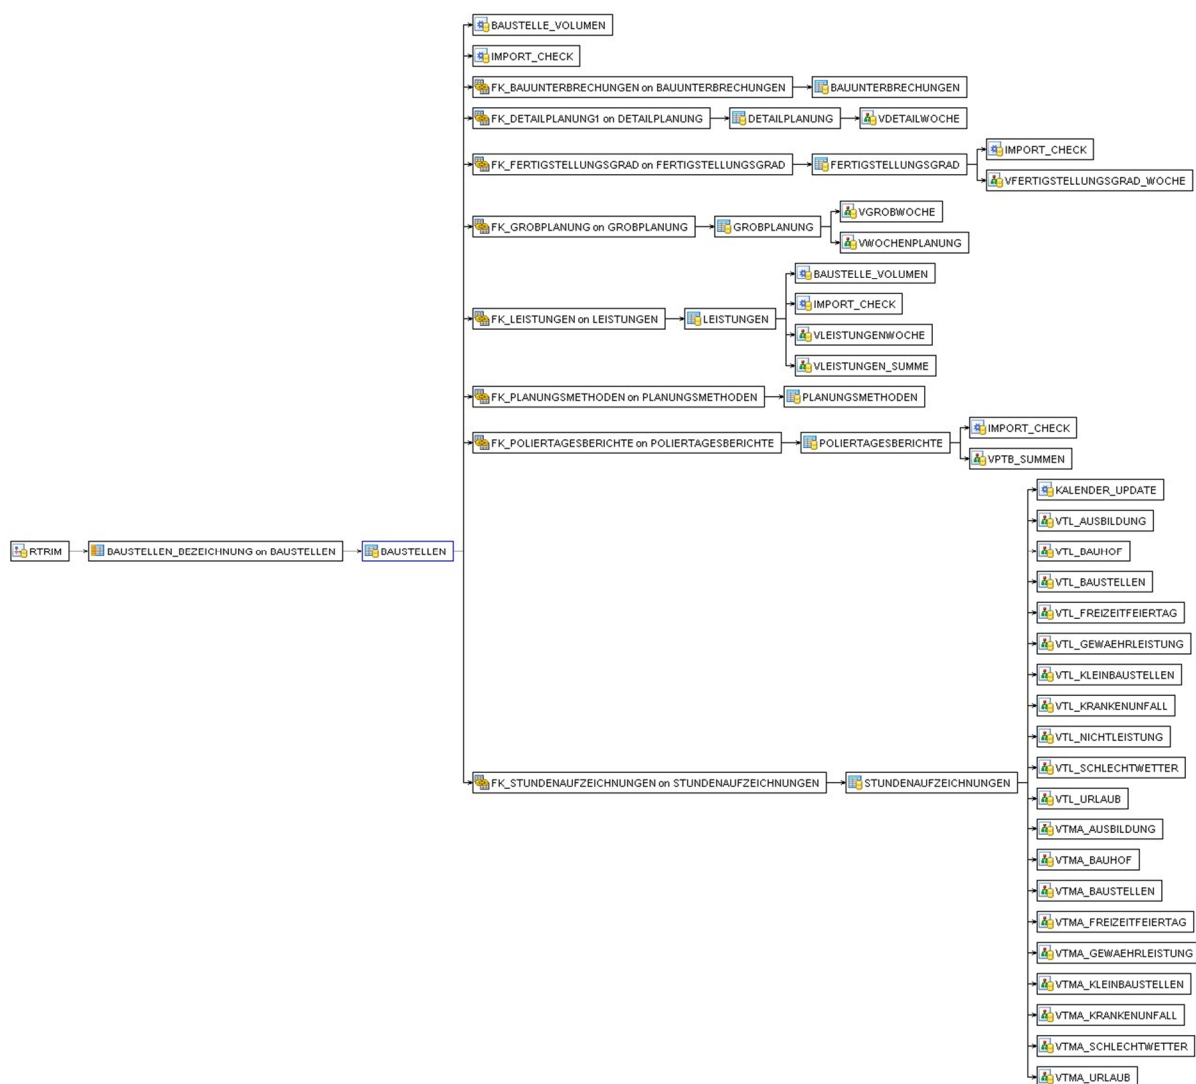 BAUSTELLE_VOLUMEN
IMPORT_CHECK
FK_BAUUNTERBRECHUNGEN on BAUUNTERBRECHUNGEN
BAUUNTERBRECHUNGEN
FK_DETAILPLANUNG1 on DETAILPLANUNG
DETAILPLANUNG
VDETAILWOCHE
FK_FERTIGSTELLUNGSGRAD on FERTIGSTELLUNGSGRAD
FERTIGSTELLUNGSGRAD
IMPORT_CHECK
VFERTIGSTELLUNGSGRAD_WOCHE
FK_GROBPLANUNG on GROBPLANUNG
GROBPLANUNG
VGROBWOCHE
VWOCHENPLANUNG
FK_LEISTUNGEN on LEISTUNGEN
LEISTUNGEN
BAUSTELLE_VOLUMEN
IMPORT_CHECK
VLEISTUNGENWOCHE
VLEISTUNGEN_SUMME
FK_PLANUNGSMETHODEN on PLANUNGSMETHODEN
PLANUNGSMETHODEN
FK_POLIERTAGESBERICHTE on POLIERTAGESBERICHTE
POLIERTAGESBERICHTE
IMPORT_CHECK
VPTB_SUMMEN
RTRIM
BAUSTELLEN_BEZEICHNUNG on BAUSTELLEN
BAUSTELLEN
FK_STUNDENAUFZEICHNUNGEN on STUNDENAUFZEICHNUNGEN
STUNDENAUFZEICHNUNGEN
KALENDER_UPDATE
VTL_AUSBILDUNG
VTL_BAUHOF
VTL_BAUSTELLEN
VTL_FREIZEITFEIERTAG
VTL_GEWAEHRLEISTUNG
VTL_KLEINBAUSTELLEN
VTL_KRANKENUNFALL
VTL_NICHTLEISTUNG
VTL_SCHLECHTWETTER
VTL_URLAUB
VTMA_AUSBILDUNG
VTMA_BAUHOF
VTMA_BAUSTELLEN
VTMA_FREIZEITFEIERTAG
VTMA_GEWAEHRLEISTUNG
VTMA_KLEINBAUSTELLEN
VTMA_KRANKENUNFALL
VTMA_SCHLECHTWETTER
VTMA_URLAUB